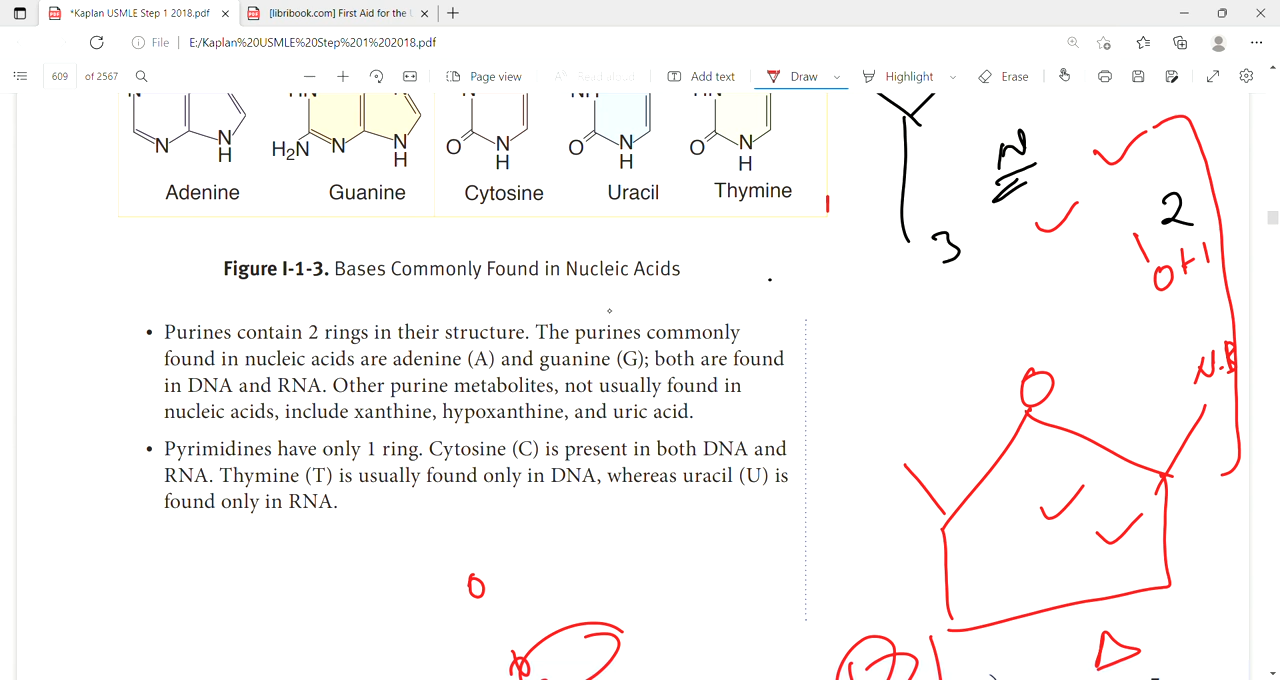 *Kaplan USMLE Step 1 2018.pdf
[libribook.com] First Aid for the
File E:/Kaplan%20USMLE%20Step%201%202018.pdf
609 of 2567 Page view Read aloud Add text Draw Highlight Erase
N HN N N NH HN
N N H H2N N N H O N H O N H O N H
Adenine Guanine Cytosine Uracil Thymine
Figure I-1-3. Bases Commonly Found in Nucleic Acids
• Purines contain 2 rings in their structure. The purines commonly
found in nucleic acids are adenine (A) and guanine (G); both are found
in DNA and RNA. Other purine metabolites, not usually found in
nucleic acids, include xanthine, hypoxanthine, and uric acid.
• Pyrimidines have only 1 ring. Cytosine (C) is present in both DNA and
RNA. Thymine (T) is usually found only in DNA, whereas uracil (U) is
found only in RNA.
N
2
3
OH
N.B
O